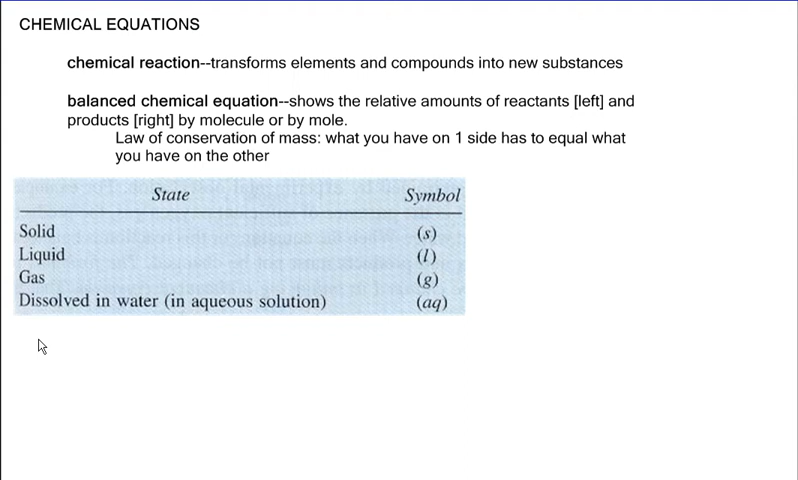 CHEMICAL EQUATIONS
chemical reaction--transforms elements and compounds into new substances
balanced chemical equation--shows the relative amounts of reactants [left] and
products [right] by molecule or by mole.
Law of conservation of mass: what you have on 1 side has to equal what
you have on the other
State Symbol
Solid (s)
Liquid (l)
Gas (g)
Dissolved in water (in aqueous solution) (aq)